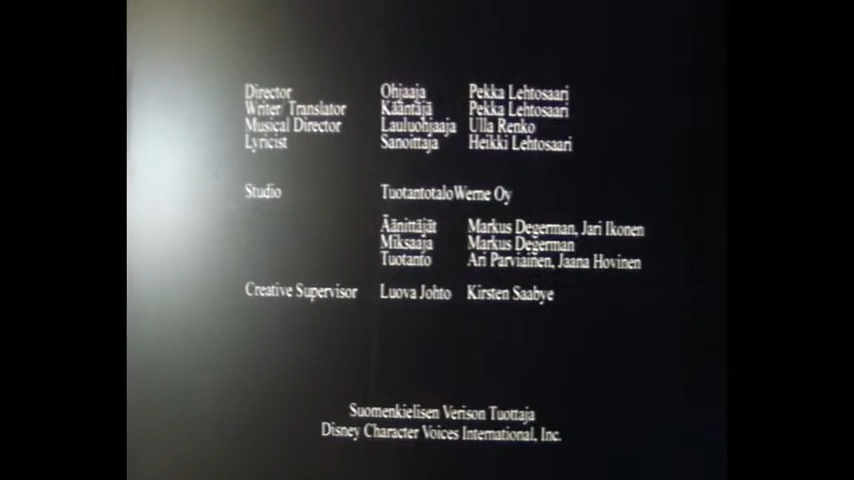 Director Ohjaaja Pekka Lehtosaari
Writer Translator Kääntäjä Pekka Lehtosaari
Musical Director Lauluohjaaja Ulla Renko
Lyricist Sanoittaja Heikki Lehtosaari
Studio Tuotantotalo Werne Oy
Äänittäjät Markus Degerman, Jari Ikonen
Miksaaja Markus Degerman
Tuotanto Ari Parviainen, Jaana Hovinen
Creative Supervisor Luova Johto Kirsten Saabye
Suomenkielisen Verison Tuottaja
Disney Character Voices International, Inc.